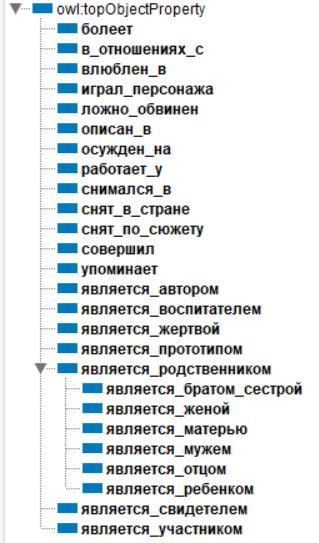 owl:topObjectProperty
болеет
в_отношениях_с
влюблен_в
играл_персонажа
ложно_обвинен
описан_в
осужден_на
работает_у
снимался_в
снят_в_стране
снят_по_сюжету
совершил
упоминает
является_автором
является_воспитателем
является_жертвой
является_прототипом
является_родственником
является_братом_сестрой
является_женой
является_матерью
является_мужем
является_отцом
является_ребенком
является_свидетелем
является_участником